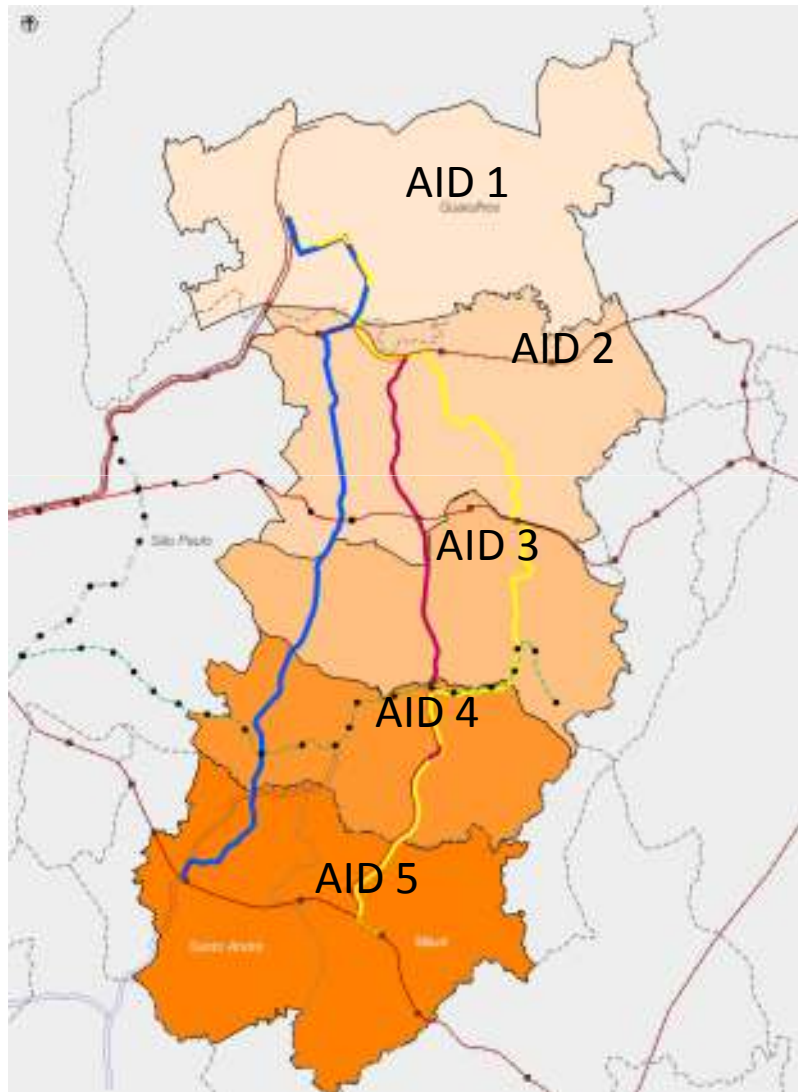 AID 1
Guarulhos
AID 2
AID 3
São Paulo
AID 4
AID 5
Santo André
Mauá